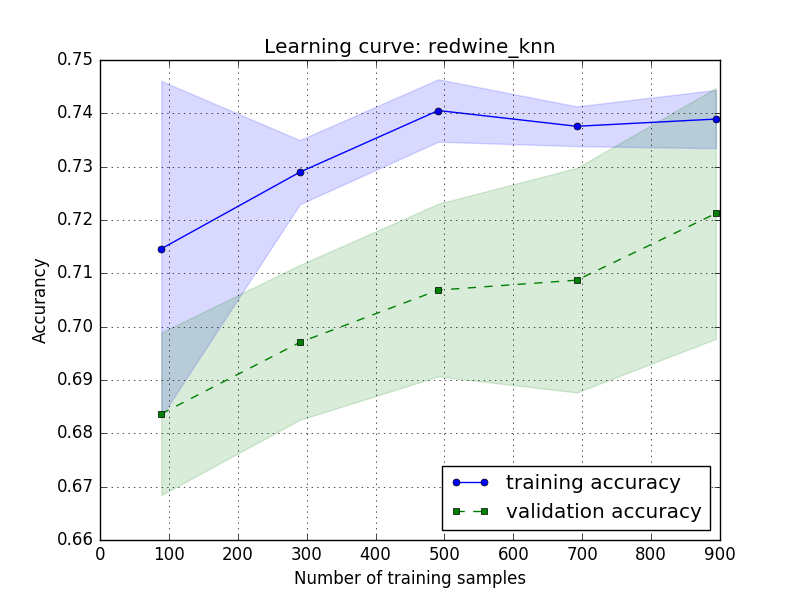 Learning curve: redwine_knn
0.75
0.74
0.73
0.72
0.71
0.70
0.69
0.68
0.67
0.66
Accurancy
training accuracy
validation accuracy
0 100 200 300 400 500 600 700 800 900
Number of training samples